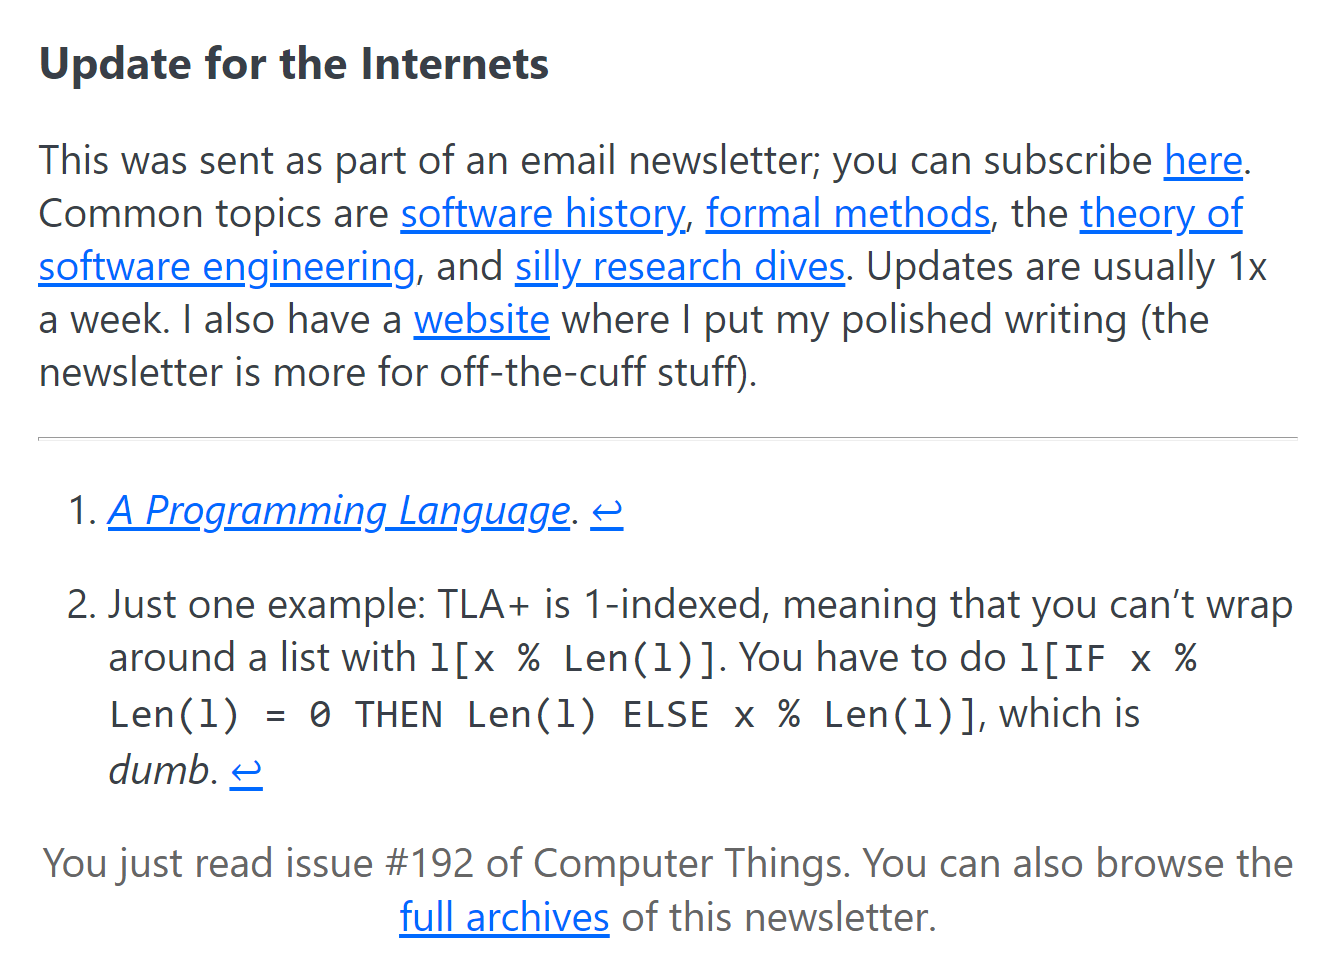 Update for the Internets
This was sent as part of an email newsletter; you can subscribe here.
Common topics are software history, formal methods, the theory of
software engineering, and silly research dives. Updates are usually 1x
a week. I also have a website where I put my polished writing (the
newsletter is more for off-the-cuff stuff).
1. A Programming Language. ↩
2. Just one example: TLA+ is 1-indexed, meaning that you can’t wrap
around a list with l[x % Len(l)]. You have to do l[IF x %
Len(l) = 0 THEN Len(l) ELSE x % Len(l)], which is
dumb. ↩
You just read issue #192 of Computer Things. You can also browse the
full archives of this newsletter.